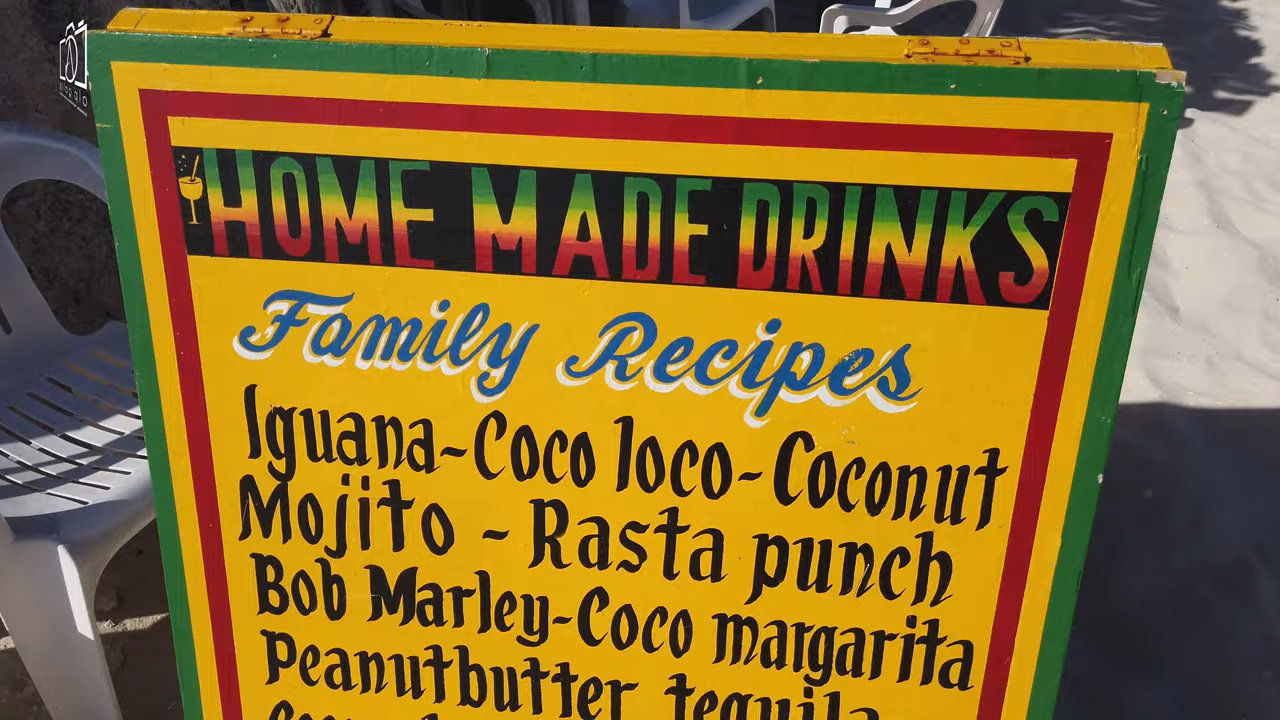 HOME MADE DRINKS
Family Recipes
Iguana-Coco loco-Coconut
Mojito - Rasta punch
Bob Marley-Coco margarita
Peanutbutter tequila